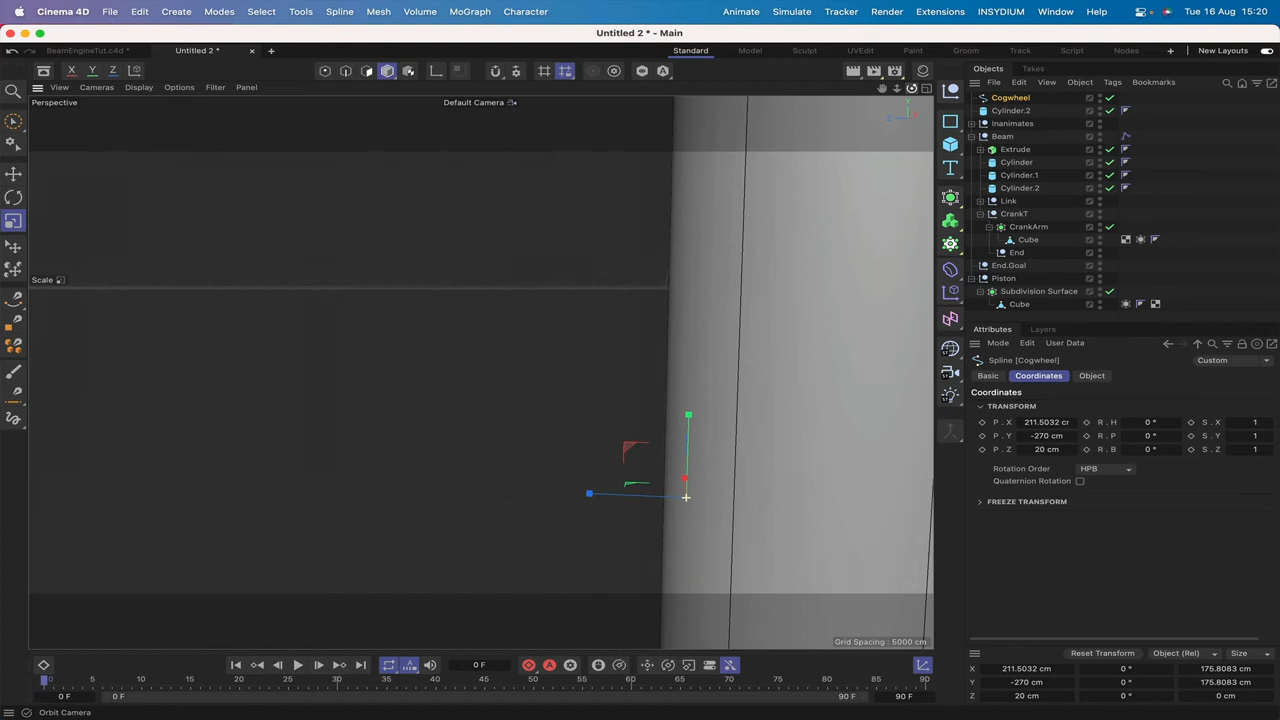 Cinema 4D File Edit Create Modes Select Tools Spline Mesh Volume MoGraph Character Animate Simulate Tracker Render Extensions INSYDIUM Window Help Tue 16 Aug 15:20
Untitled 2 * - Main
BeamEngineTut.c4d * Untitled 2 * Standard Model Sculpt UVEdit Paint Groom Track Script Nodes New Layouts
Objects Takes
View Cameras Display Options Filter Panel
File Edit View Object Tags Bookmarks
Perspective Default Camera
Cogwheel
Cylinder.2
Inanimates
Beam
Extrude
Cylinder
Cylinder.1
Cylinder.2
Link
CrankT
CrankArm
Cube
End
End.Goal
Piston
Subdivision Surface
Cube
Scale
Y
Z
X
Attributes Layers
Mode Edit User Data
Spline [Cogwheel] Custom
Basic Coordinates Object
Coordinates
TRANSFORM
P . X 211.5032 cr R . H 0 ° S . X 1
P . Y -270 cm R . P 0 ° S . Y 1
P . Z 20 cm R . B 0 ° S . Z 1
Rotation Order HPB
Quaternion Rotation
FREEZE TRANSFORM
Grid Spacing : 5000 cm
Reset Transform Object (Rel) Size
X 211.5032 cm 0 ° 175.8083 cm
Y -270 cm 0 ° 175.8083 cm
Z 20 cm 0 ° 0 cm
0 F
0 5 10 15 20 25 30 35 40 45 50 55 60 65 70 75 80 85 90
0 F 0 F 90 F 90 F
Orbit Camera